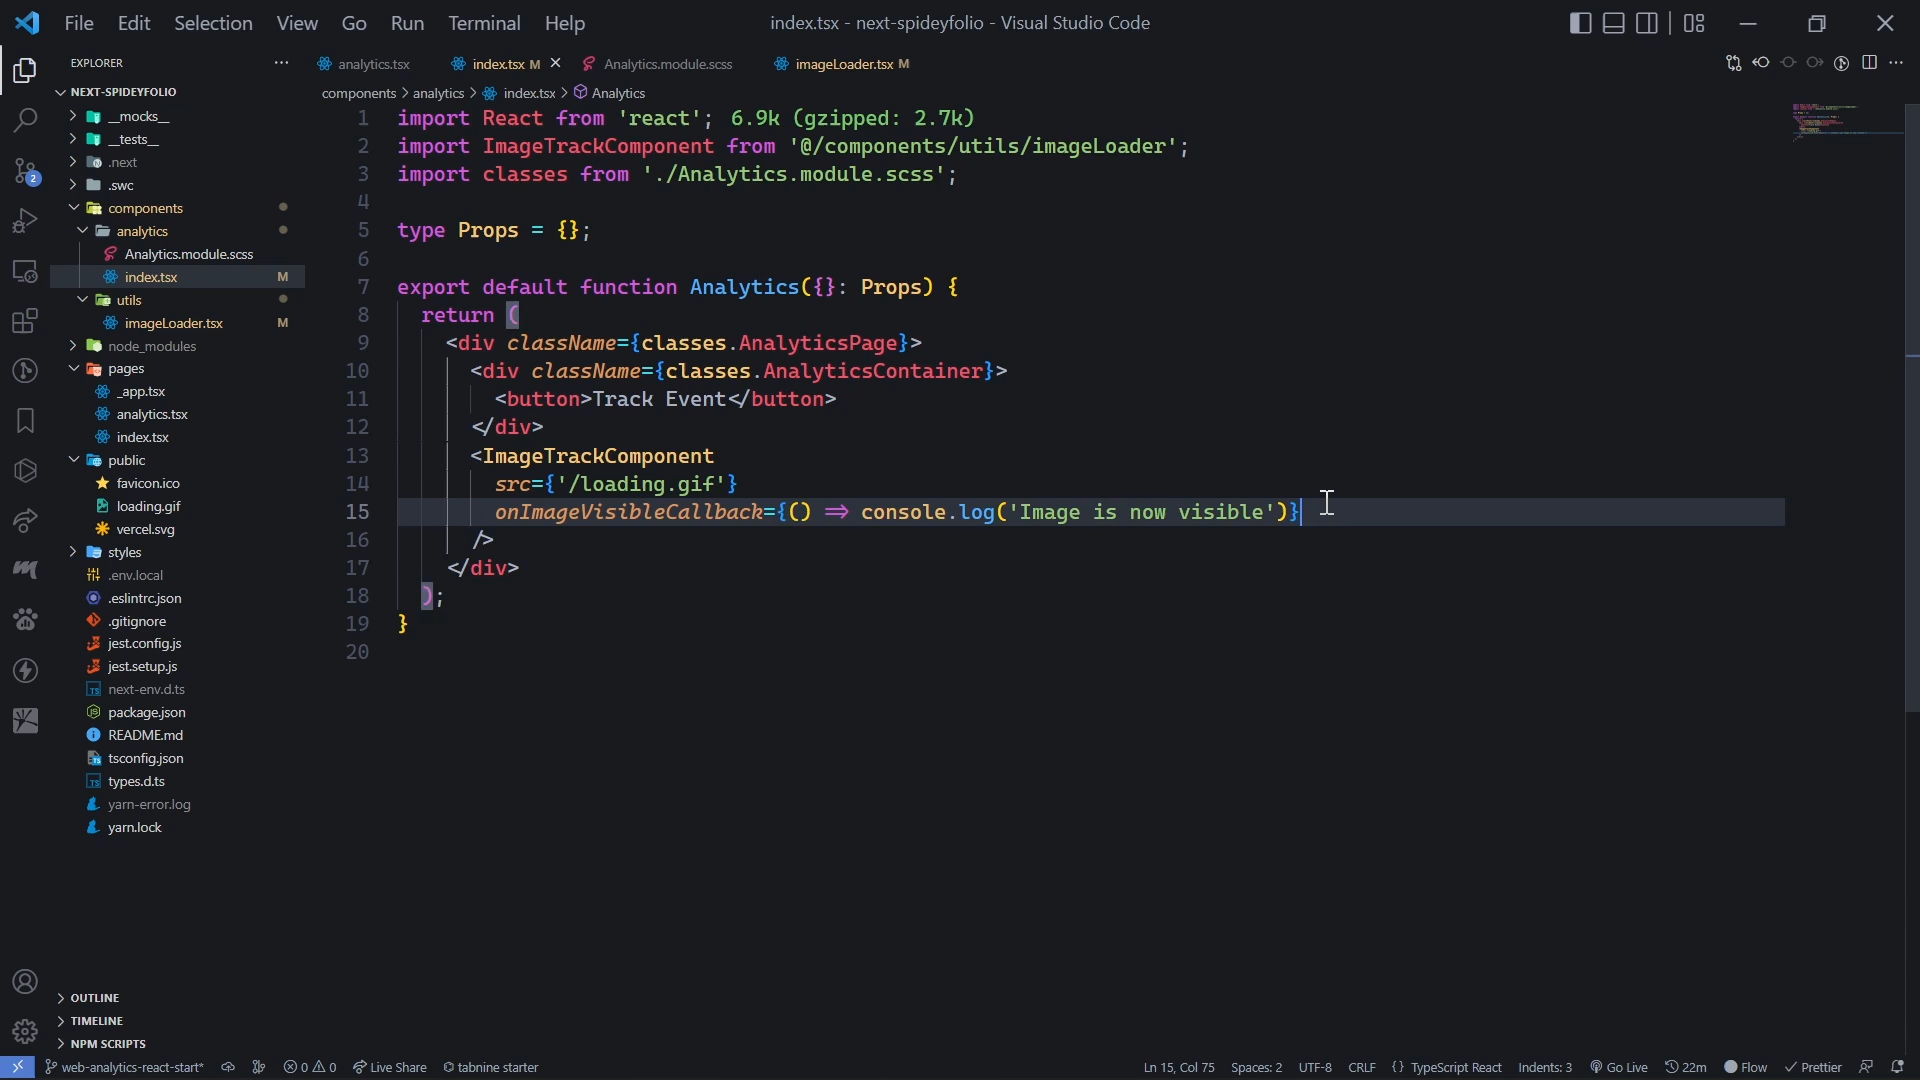 File Edit Selection View Go Run Terminal Help index.tsx - next-spideyfolio - Visual Studio Code
EXPLORER
analytics.tsx index.tsx M Analytics.module.scss imageLoader.tsx M
NEXT-SPIDEYFOLIO
components > analytics > index.tsx > Analytics
__mocks__
__tests__
.next
.swc
components
analytics
Analytics.module.scss
index.tsx M
utils
imageLoader.tsx M
node_modules
pages
_app.tsx
analytics.tsx
index.tsx
public
favicon.ico
loading.gif
vercel.svg
styles
.env.local
.eslintrc.json
.gitignore
jest.config.js
jest.setup.js
next-env.d.ts
package.json
README.md
tsconfig.json
types.d.ts
yarn-error.log
yarn.lock
OUTLINE
TIMELINE
NPM SCRIPTS
2
1 import React from 'react'; 6.9k (gzipped: 2.7k)
2 import ImageTrackComponent from '@/components/utils/imageLoader';
3 import classes from './Analytics.module.scss';
4
5 type Props = {};
6
7 export default function Analytics({}: Props) {
8 return (
9 <div className={classes.AnalyticsPage}>
10 <div className={classes.AnalyticsContainer}>
11 <button>Track Event</button>
12 </div>
13 <ImageTrackComponent
14 src={'/loading.gif'}
15 onImageVisibleCallback={() => console.log('Image is now visible')}
16 />
17 </div>
18 );
19 }
20
web-analytics-react-start* 0 0 Live Share tabnine starter Ln 15, Col 75 Spaces: 2 UTF-8 CRLF {} TypeScript React Indents: 3 Go Live 22m Flow Prettier